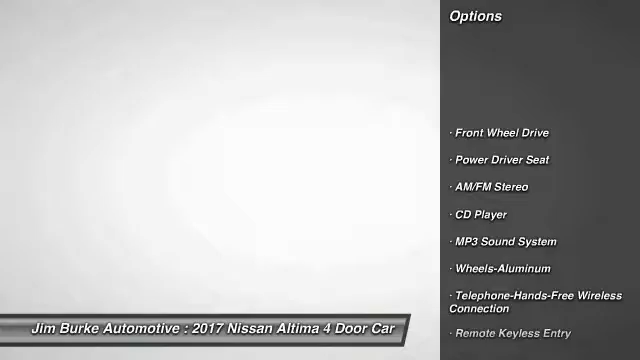 Options
· Front Wheel Drive
· Power Driver Seat
· AM/FM Stereo
· CD Player
· MP3 Sound System
· Wheels-Aluminum
· Telephone-Hands-Free Wireless
Connection
· Remote Keyless Entry
Jim Burke Automotive : 2017 Nissan Altima 4 Door Car